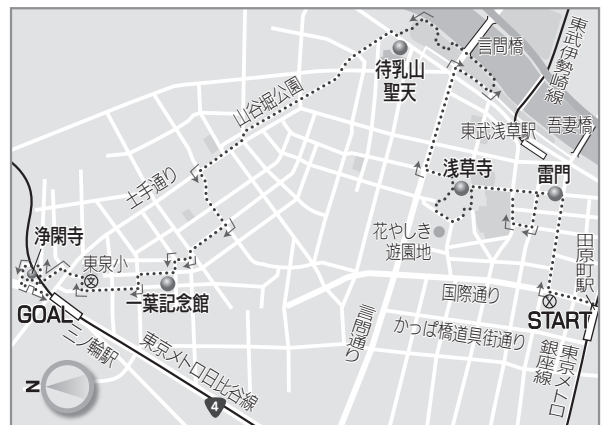 言問橋
東武伊勢崎線
待乳山
聖天
山谷堀公園
東武浅草駅
吾妻橋
土手通り
浅草寺
雷門
浄閑寺
東泉小
花やしき
遊園地
田原町駅
一葉記念館
国際通り
GOAL
START
三ノ輪駅
言問通り
かっぱ橋道具街通り
東京メトロ
銀座線
東京メトロ日比谷線
4
N